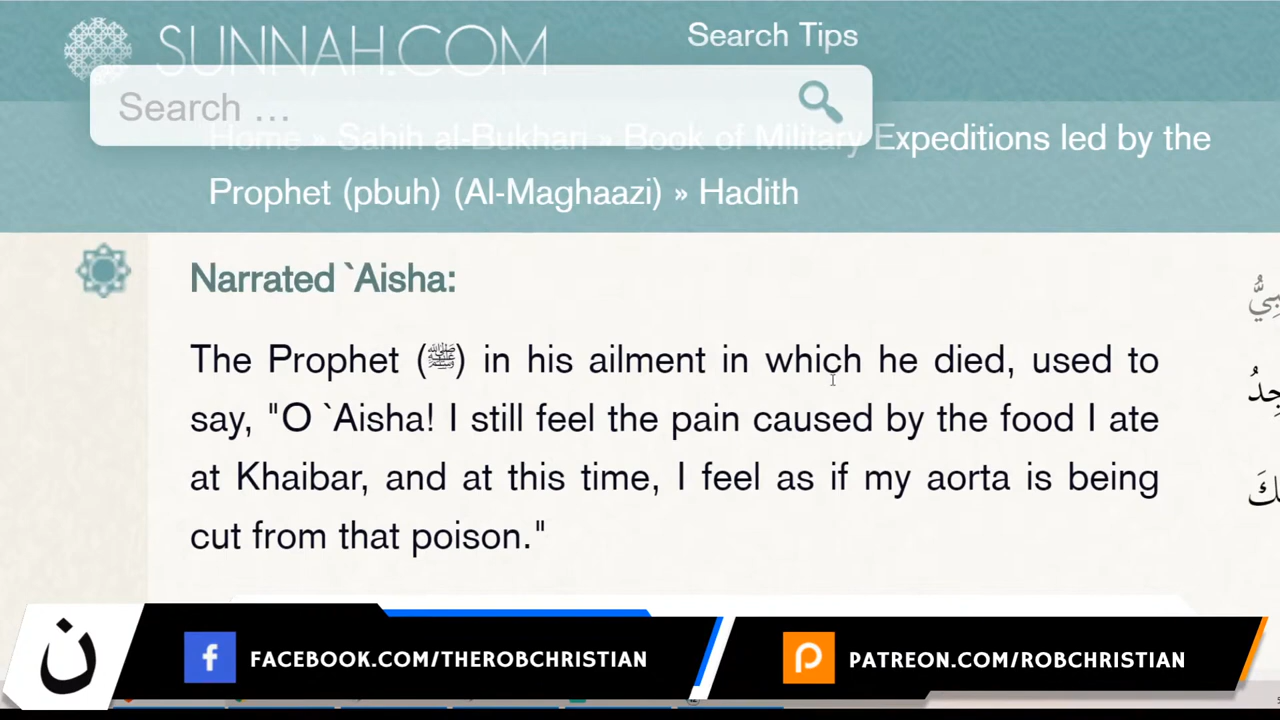 SUNNAH.COM
Search Tips
Search ...
Home » Sahih al-Bukhari » Book of Military Expeditions led by the
Prophet (pbuh) (Al-Maghaazi) » Hadith
Narrated `Aisha:
The Prophet (ﷺ) in his ailment in which he died, used to
say, "O `Aisha! I still feel the pain caused by the food I ate
at Khaibar, and at this time, I feel as if my aorta is being
cut from that poison."
ن
FACEBOOK.COM/THEROBCHRISTIAN
PATREON.COM/ROBCHRISTIAN